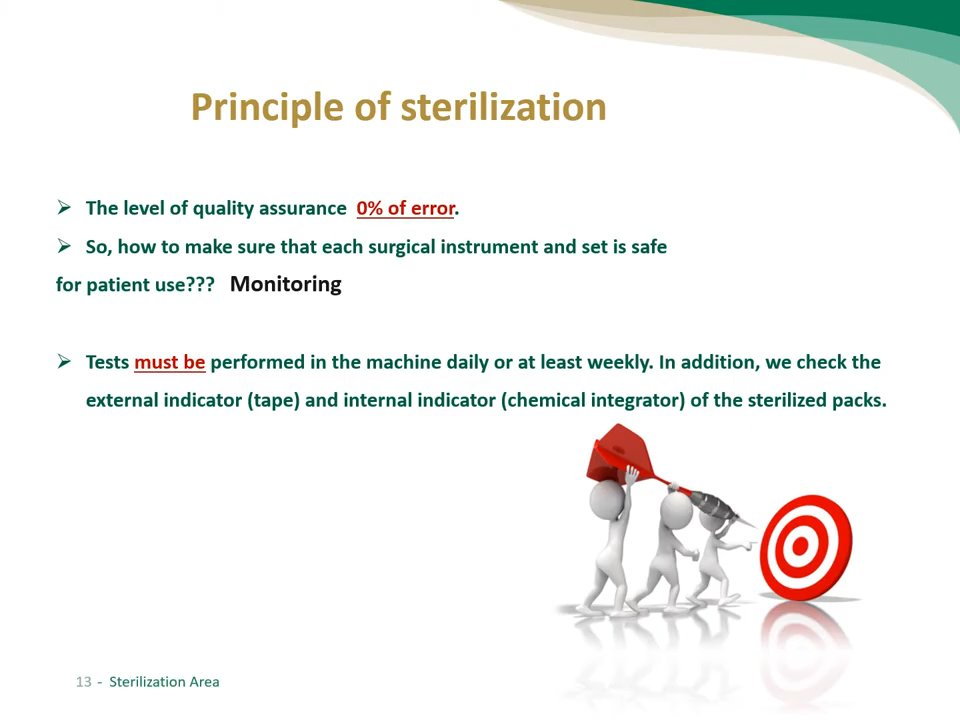 Principle of sterilization
➢ The level of quality assurance 0% of error.
➢ So, how to make sure that each surgical instrument and set is safe
for patient use??? Monitoring
➢ Tests must be performed in the machine daily or at least weekly. In addition, we check the
external indicator (tape) and internal indicator (chemical integrator) of the sterilized packs.
13 - Sterilization Area